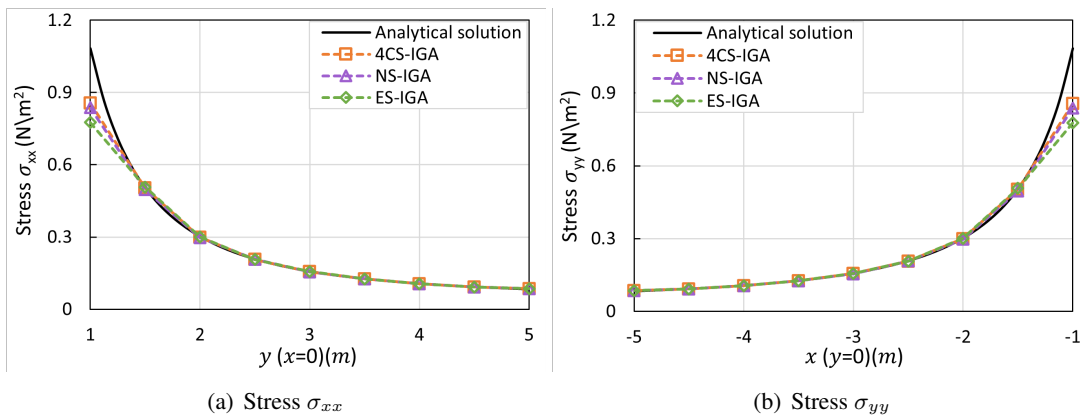 1.2
0.9
0.6
0.3
0
Stress σxx (N\m²)
Analytical solution
4CS-IGA
NS-IGA
ES-IGA
1 2 3 4 5
y (x=0)(m)
(a) Stress σxx
1.2
0.9
0.6
0.3
0
Stress σyy (N\m²)
Analytical solution
4CS-IGA
NS-IGA
ES-IGA
-5 -4 -3 -2 -1
x (y=0)(m)
(b) Stress σyy